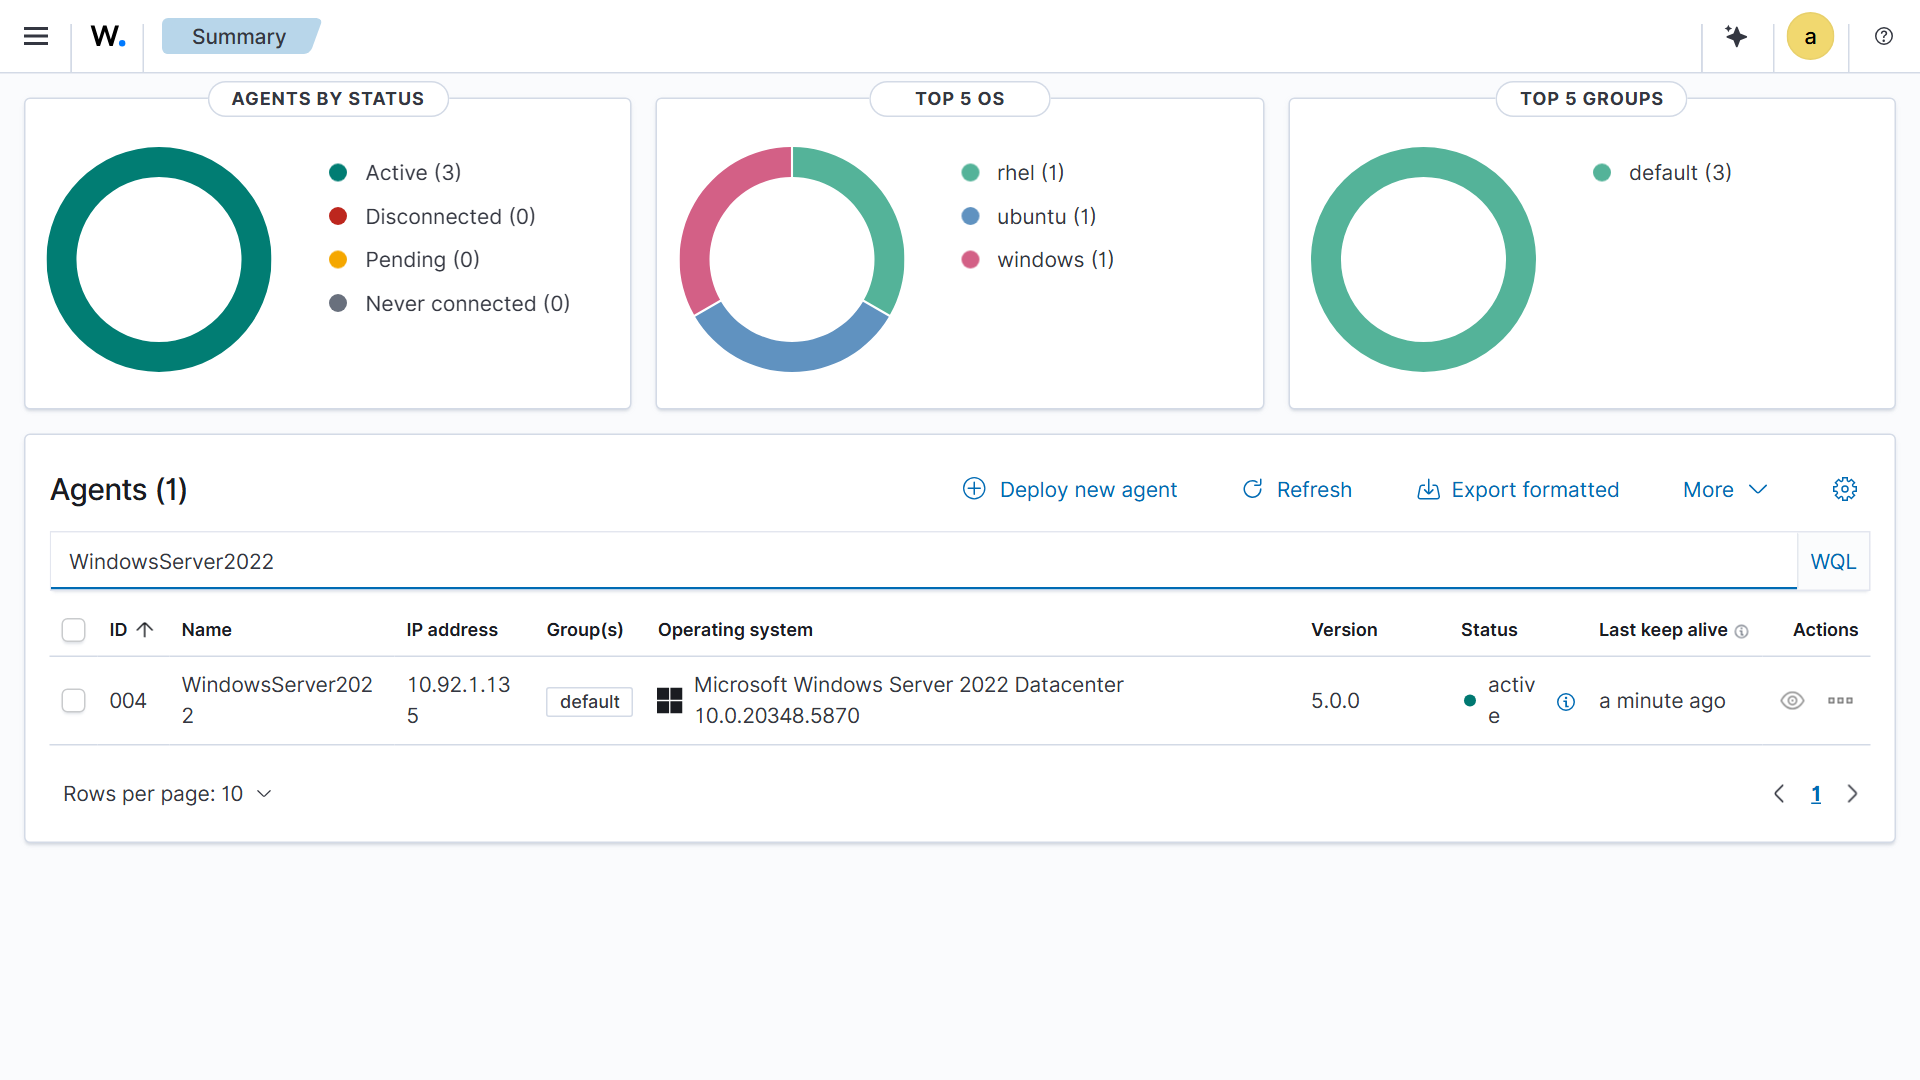 W.
Summary
a
AGENTS BY STATUS
Active (3)
Disconnected (0)
Pending (0)
Never connected (0)
TOP 5 OS
rhel (1)
ubuntu (1)
windows (1)
TOP 5 GROUPS
default (3)
Agents (1)
Deploy new agent
Refresh
Export formatted
More
WindowsServer2022
WQL
ID Name IP address Group(s) Operating system Version Status Last keep alive Actions
004
WindowsServer202
2
10.92.1.13
5
default
Microsoft Windows Server 2022 Datacenter
10.0.20348.5870
5.0.0
activ
e
a minute ago
Rows per page: 10
1